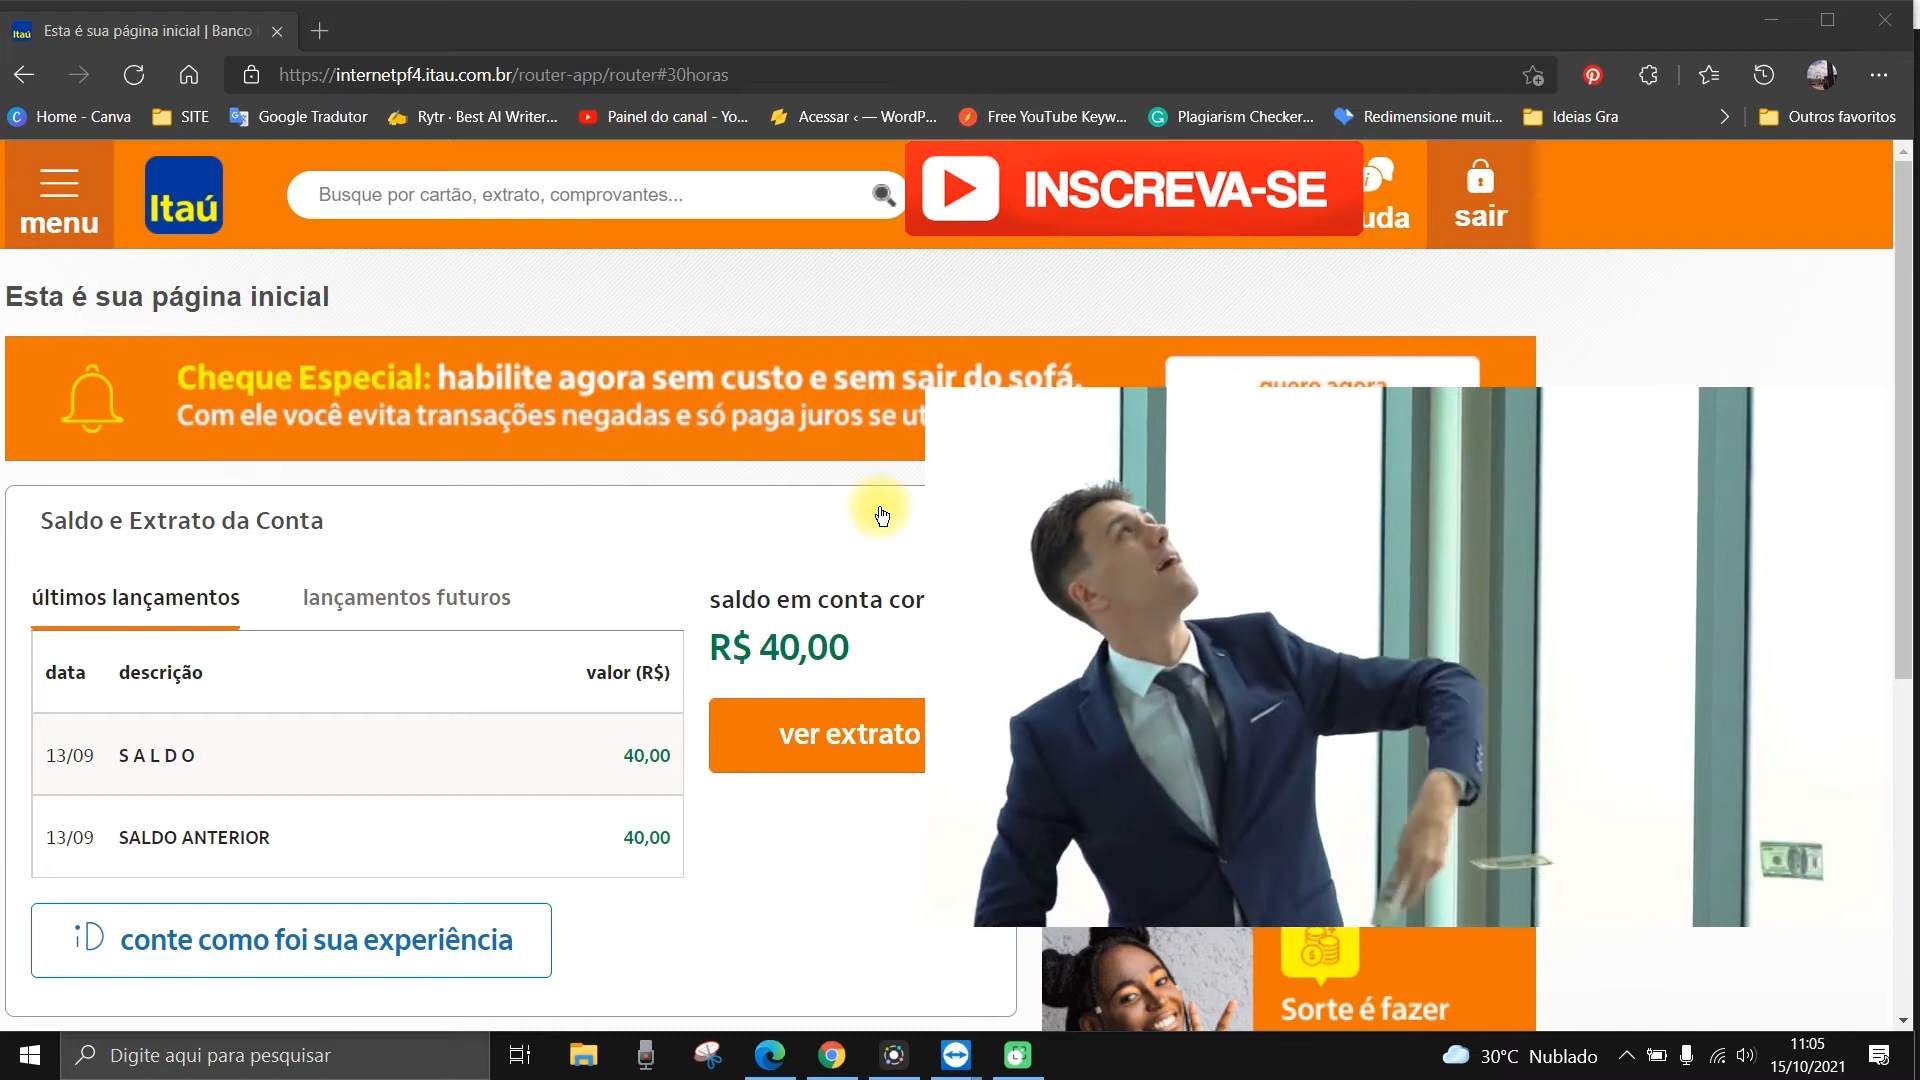 Itaú
Esta é sua página inicial | Banco
https://internetpf4.itau.com.br/router-app/router#30horas
Home - Canva
SITE
Google Tradutor
Rytr · Best AI Writer...
Painel do canal - Yo...
Acessar ‹ — WordP...
Free YouTube Keyw...
Plagiarism Checker...
Redimensione muit...
Ideias Gra
Outros favoritos
menu
Itaú
Busque por cartão, extrato, comprovantes...
INSCREVA-SE
uda
sair
Esta é sua página inicial
Cheque Especial: habilite agora sem custo e sem sair do sofá.
Com ele você evita transações negadas e só paga juros se ut
quero agora
Saldo e Extrato da Conta
últimos lançamentos
lançamentos futuros
saldo em conta cor
R$ 40,00
data descrição valor (R$)
ver extrato
13/09 S A L D O 40,00
13/09 SALDO ANTERIOR 40,00
iD conte como foi sua experiência
Sorte é fazer
Digite aqui para pesquisar
30°C Nublado
11:05
15/10/2021